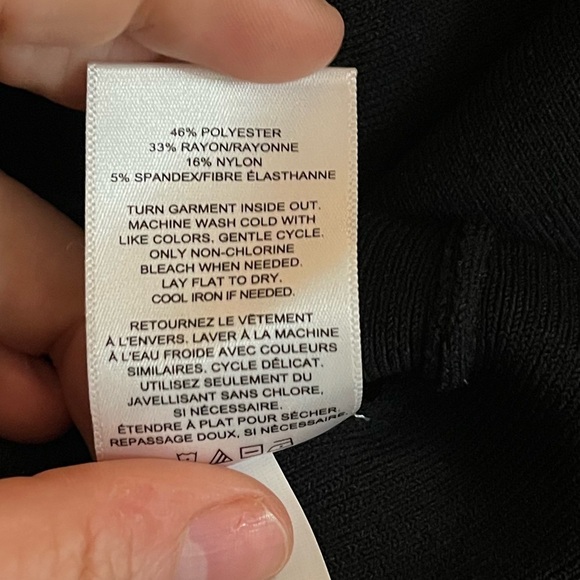 46% POLYESTER
33% RAYON/RAYONNE
16% NYLON
5% SPANDEX/FIBRE ÉLASTHANNE
TURN GARMENT INSIDE OUT.
MACHINE WASH COLD WITH
LIKE COLORS. GENTLE CYCLE.
ONLY NON-CHLORINE
BLEACH WHEN NEEDED.
LAY FLAT TO DRY.
COOL IRON IF NEEDED.
RETOURNEZ LE VÊTEMENT
À L'ENVERS. LAVER À LA MACHINE
À L'EAU FROIDE AVEC COULEURS
SIMILAIRES. CYCLE DÉLICAT.
UTILISEZ SEULEMENT DU
JAVELLISANT SANS CHLORE,
SI NÉCESSAIRE.
ÉTENDRE À PLAT POUR SÉCHER.
REPASSAGE DOUX, SI NÉCESSAIRE.